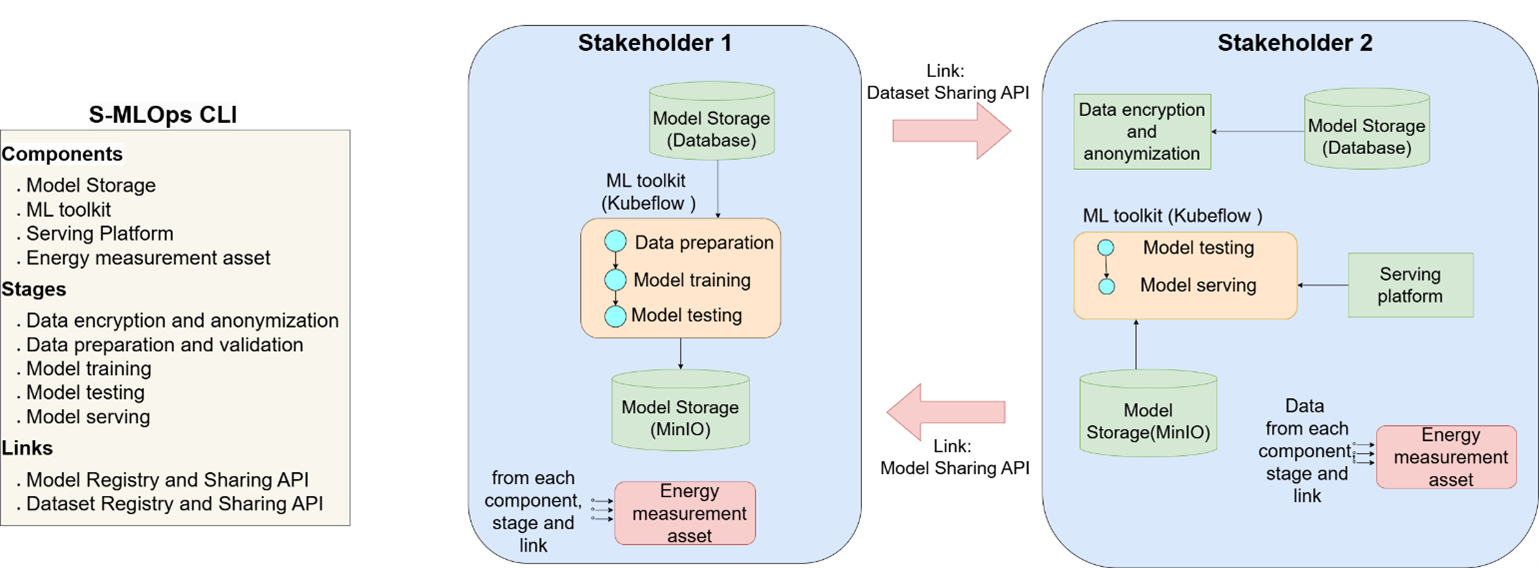 S-MLOps CLI
Components
. Model Storage
. ML toolkit
. Serving Platform
. Energy measurement asset
Stages
. Data encryption and anonymization
. Data preparation and validation
. Model training
. Model testing
. Model serving
Links
. Model Registry and Sharing API
. Dataset Registry and Sharing API
Stakeholder 1
Model Storage
(Database)
ML toolkit
(Kubeflow )
Data preparation
Model training
Model testing
Model Storage
(MinIO)
from each
component,
stage and
link
Energy
measurement
asset
Link:
Dataset Sharing API
Link:
Model Sharing API
Stakeholder 2
Data encryption
and
anonymization
Model Storage
(Database)
ML toolkit (Kubeflow )
Model testing
Model serving
Serving
platform
Model
Storage(MinIO)
Data
from each
component,
stage and
link
Energy
measurement
asset